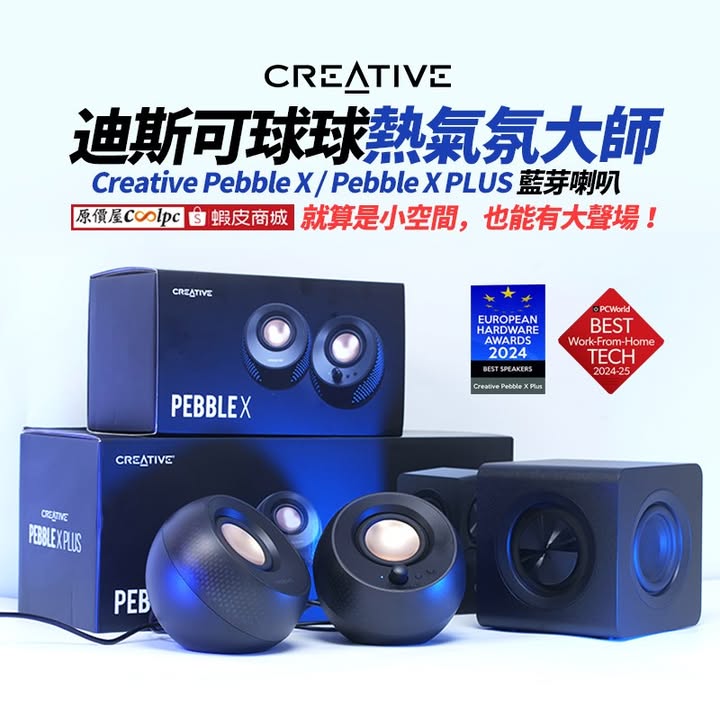 CREATIVE
迪斯可球球熱氣氛大師
Creative Pebble X / Pebble X PLUS 藍芽喇叭
原價屋coolpc 蝦皮商城 就算是小空間，也能有大聲場！
CREATIVE
PEBBLE X
EUROPEAN
HARDWARE
AWARDS
2024
BEST SPEAKERS
Creative Pebble X Plus
PCWorld
BEST
Work-From-Home
TECH
2024-25
CREATIVE
CREATIVE
PEBBLE X PLUS
PEB